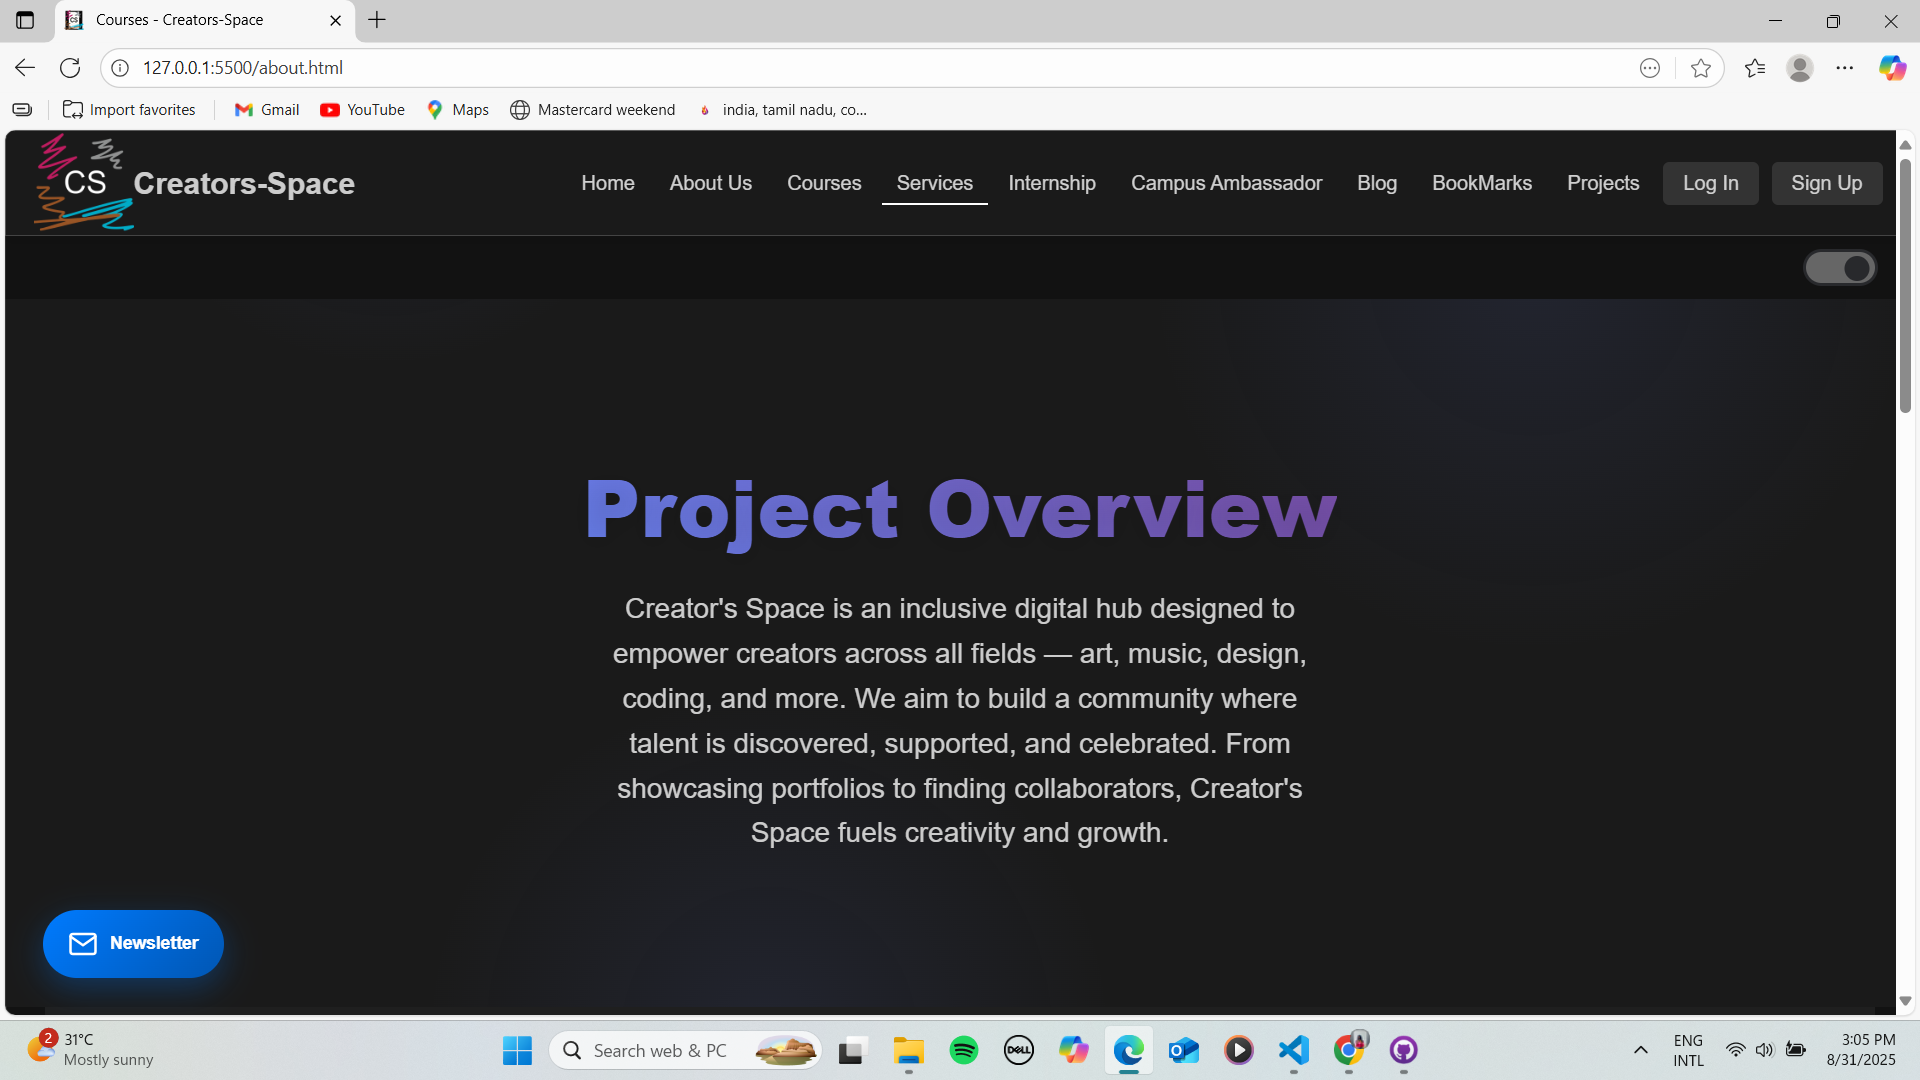 Courses - Creators-Space
127.0.0.1:5500/about.html
Import favorites
Gmail
YouTube
Maps
Mastercard weekend
india, tamil nadu, co...
CS
Creators-Space
Home
About Us
Courses
Services
Internship
Campus Ambassador
Blog
BookMarks
Projects
Log In
Sign Up
Project Overview
Creator's Space is an inclusive digital hub designed to
empower creators across all fields — art, music, design,
coding, and more. We aim to build a community where
talent is discovered, supported, and celebrated. From
showcasing portfolios to finding collaborators, Creator's
Space fuels creativity and growth.
Newsletter
2
31°C
Mostly sunny
Search web & PC
DELL
ENG
INTL
3:05 PM
8/31/2025